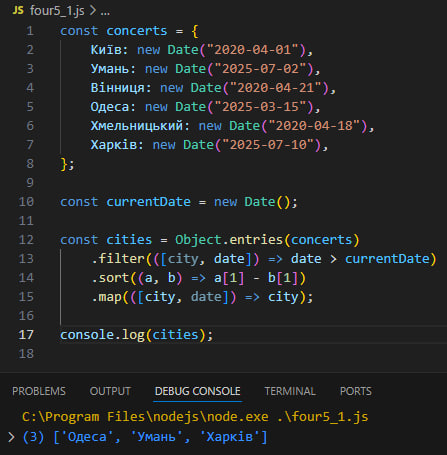 JS four5_1.js > ...
1 const concerts = {
2     Київ: new Date("2020-04-01"),
3     Умань: new Date("2025-07-02"),
4     Вінниця: new Date("2020-04-21"),
5     Одеса: new Date("2025-03-15"),
6     Хмельницький: new Date("2020-04-18"),
7     Харків: new Date("2025-07-10"),
8 };
9
10 const currentDate = new Date();
11
12 const cities = Object.entries(concerts)
13     .filter(([city, date]) => date > currentDate)
14     .sort((a, b) => a[1] - b[1])
15     .map(([city, date]) => city);
16
17 console.log(cities);
18
PROBLEMS OUTPUT DEBUG CONSOLE TERMINAL PORTS
C:\Program Files\nodejs\node.exe .\four5_1.js
> (3) ['Одеса', 'Умань', 'Харків']